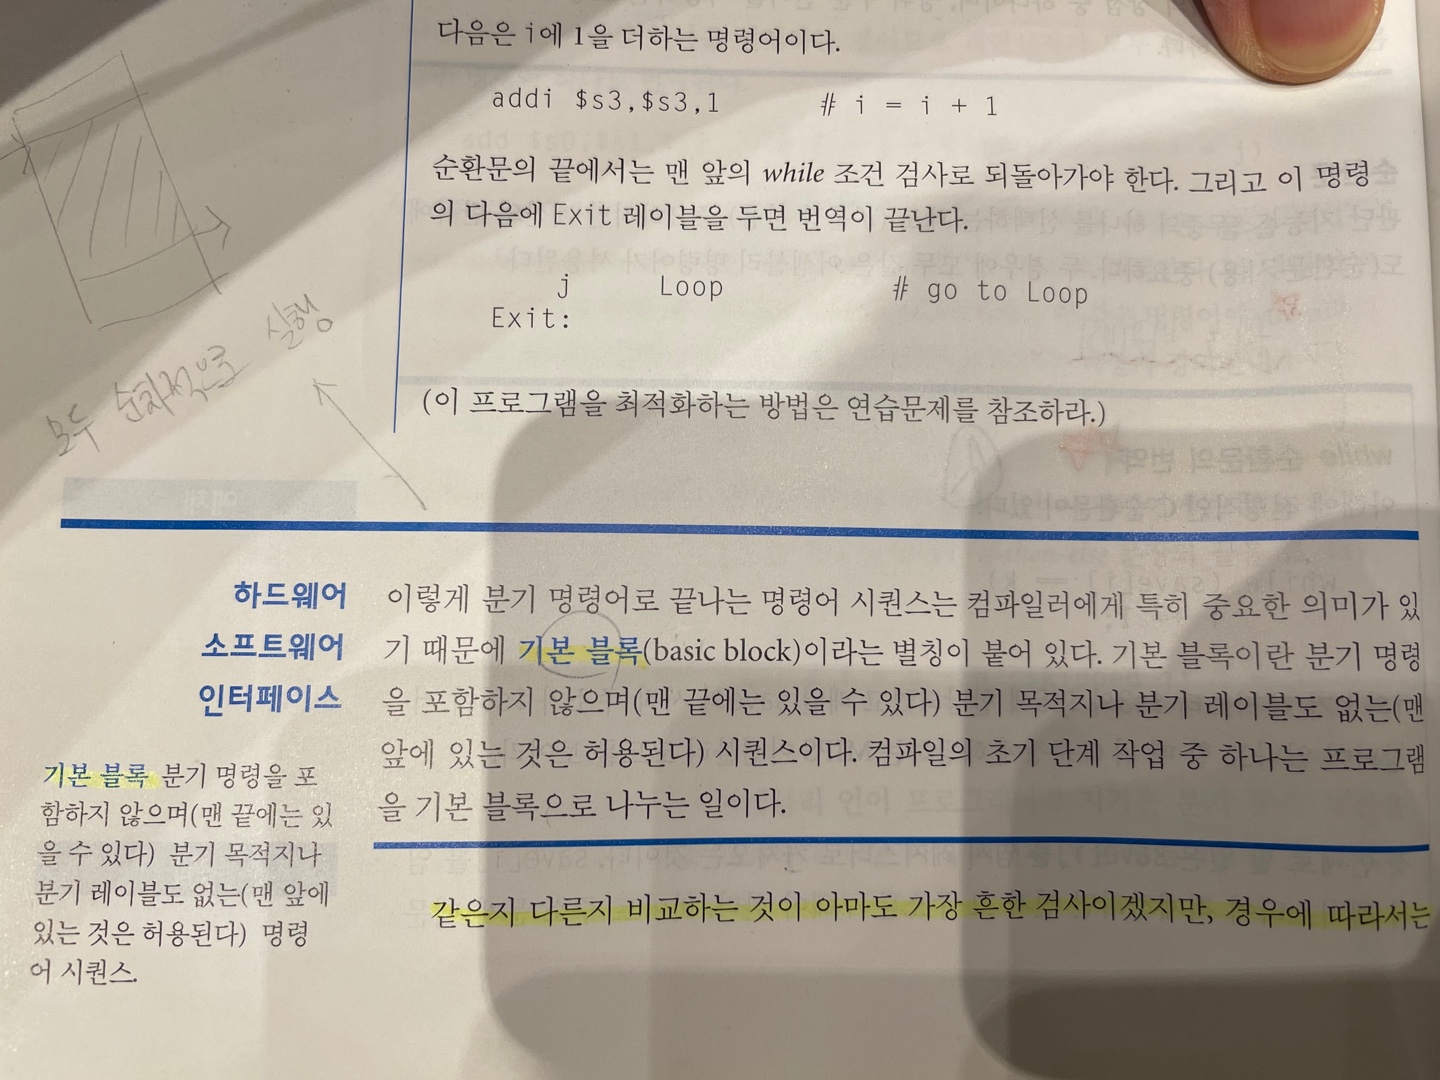 다음은 i에 1을 더하는 명령어이다.
addi $s3,$s3,1 # i = i + 1
순환문의 끝에서는 맨 앞의 while 조건 검사로 되돌아가야 한다. 그리고 이 명령
의 다음에 Exit 레이블을 두면 번역이 끝난다.
j Loop # go to Loop
Exit:
(이 프로그램을 최적화하는 방법은 연습문제를 참조하라.)
모두 순차적으로 실행
하드웨어
소프트웨어
인터페이스
이렇게 분기 명령어로 끝나는 명령어 시퀀스는 컴파일러에게 특히 중요한 의미가 있
기 때문에 기본 블록(basic block)이라는 별칭이 붙어 있다. 기본 블록이란 분기 명령
을 포함하지 않으며(맨 끝에는 있을 수 있다) 분기 목적지나 분기 레이블도 없는(맨
앞에 있는 것은 허용된다) 시퀀스이다. 컴파일의 초기 단계 작업 중 하나는 프로그램
을 기본 블록으로 나누는 일이다.
기본 블록 분기 명령을 포
함하지 않으며(맨 끝에는 있
을 수 있다) 분기 목적지나
분기 레이블도 없는(맨 앞에
있는 것은 허용된다) 명령
어 시퀀스.
같은지 다른지 비교하는 것이 아마도 가장 흔한 검사이겠지만, 경우에 따라서는